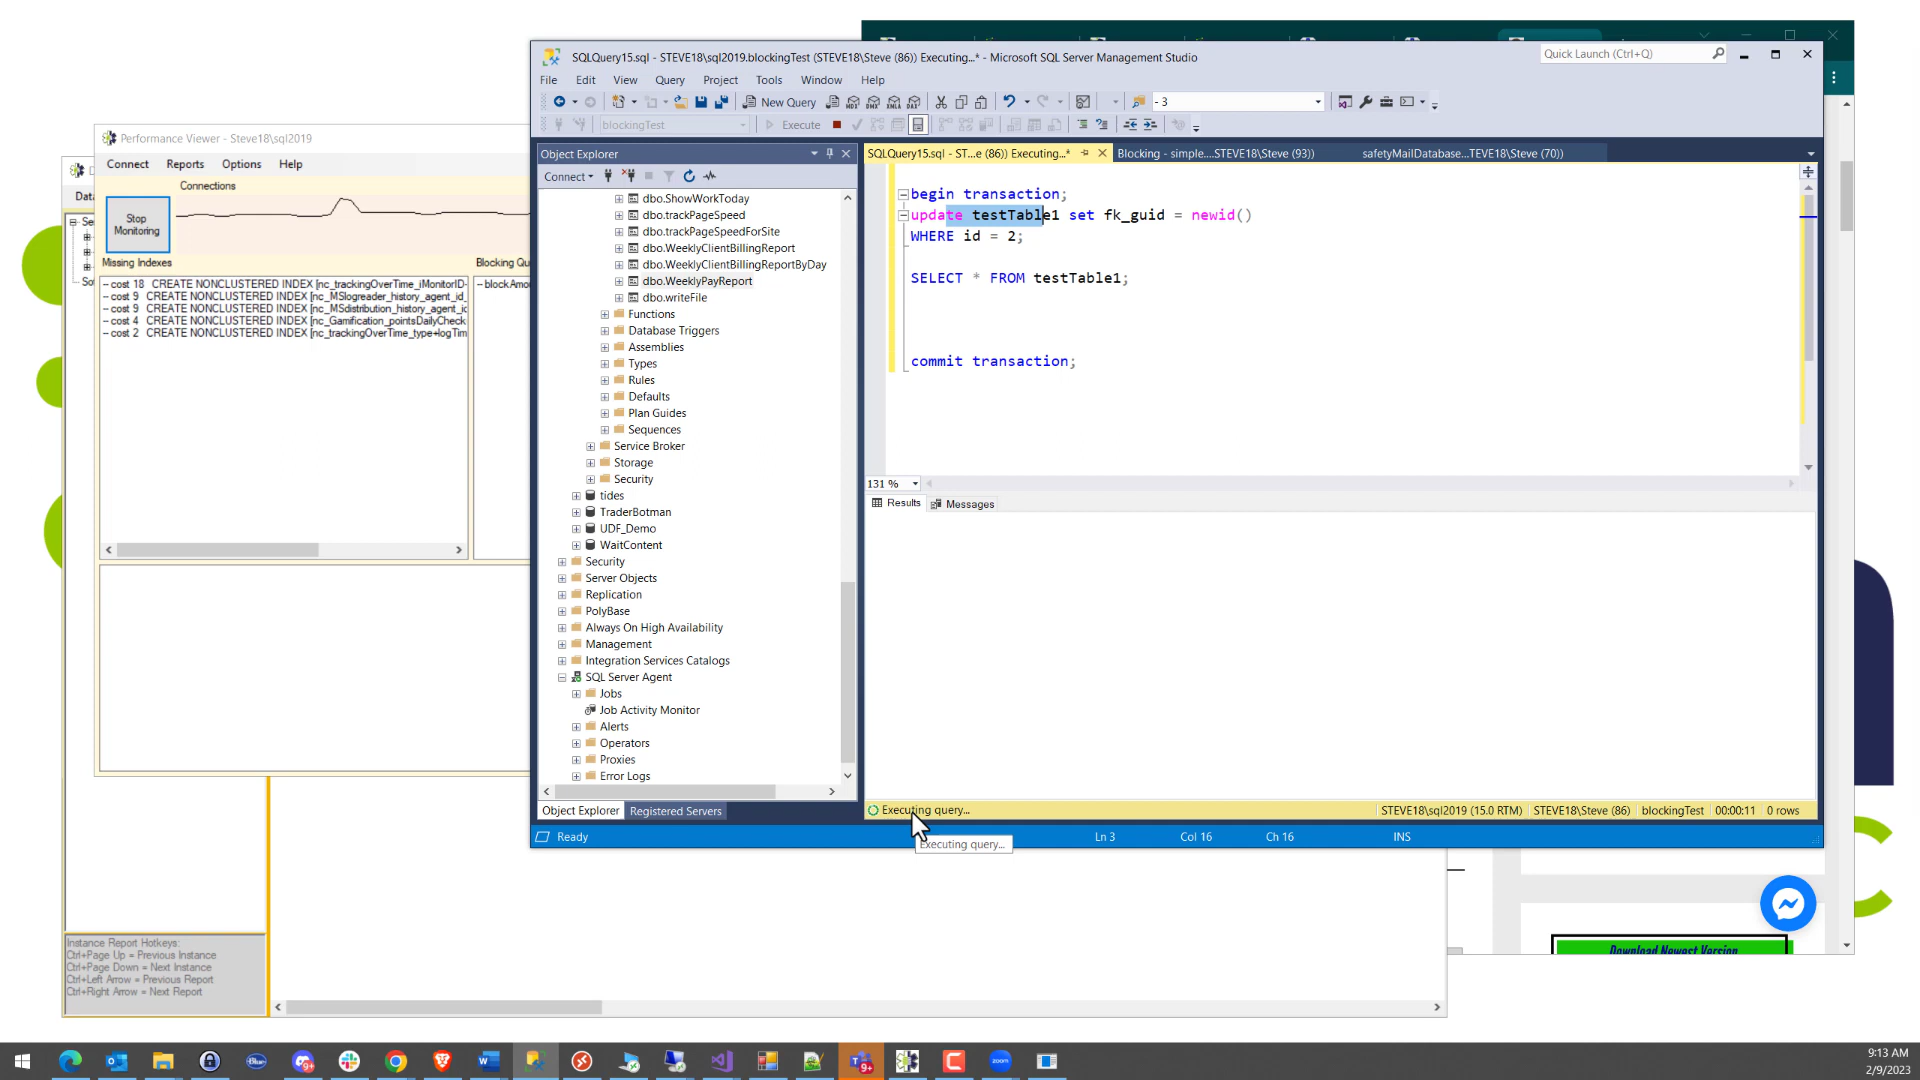 SQLQuery15.sql - STEVE18\sql2019.blockingTest (STEVE18\Steve (86)) Executing...* - Microsoft SQL Server Management Studio
Quick Launch (Ctrl+Q)
File Edit View Query Project Tools Window Help
New Query
- 3
blockingTest
Execute
Object Explorer
Connect
dbo.ShowWorkToday
dbo.trackPageSpeed
dbo.trackPageSpeedForSite
dbo.WeeklyClientBillingReport
dbo.WeeklyClientBillingReportByDay
dbo.WeeklyPayReport
dbo.writeFile
Functions
Database Triggers
Assemblies
Types
Rules
Defaults
Plan Guides
Sequences
Service Broker
Storage
Security
tides
TraderBotman
UDF_Demo
WaitContent
Security
Server Objects
Replication
PolyBase
Always On High Availability
Management
Integration Services Catalogs
SQL Server Agent
Jobs
Job Activity Monitor
Alerts
Operators
Proxies
Error Logs
Object Explorer Registered Servers
Ready
SQLQuery15.sql - ST...e (86)) Executing...*
Blocking - simple....STEVE18\Steve (93))
safetyMailDatabase...TEVE18\Steve (70))
begin transaction;
update testTable1 set fk_guid = newid()
WHERE id = 2;
SELECT * FROM testTable1;
commit transaction;
131 %
Results Messages
Executing query...
STEVE18\sql2019 (15.0 RTM) STEVE18\Steve (86) blockingTest 00:00:11 0 rows
Executing query...
Ln 3 Col 16 Ch 16 INS
Performance Viewer - Steve18\sql2019
Connect Reports Options Help
Connections
Stop
Monitoring
Missing Indexes
Blocking Qu
-- cost 18 CREATE NONCLUSTERED INDEX [nc_trackingOverTime_iMonitorID-
-- cost 9 CREATE NONCLUSTERED INDEX [nc_MSlogreader_history_agent_id_
-- cost 9 CREATE NONCLUSTERED INDEX [nc_MSdistribution_history_agent_ic
-- cost 4 CREATE NONCLUSTERED INDEX [nc_Gamification_pointsDailyCheck
-- cost 2 CREATE NONCLUSTERED INDEX [nc_trackingOverTime_type+logTim
-- blockAmo
D
Data
Se
So
Instance Report Hotkeys:
Ctrl+Page Up = Previous Instance
Ctrl+Page Down = Next Instance
Ctrl+Left Arrow = Previous Report
Ctrl+Right Arrow = Next Report
Download Newest Version
Blue
9+
9+
zoom
9:13 AM
2/9/2023